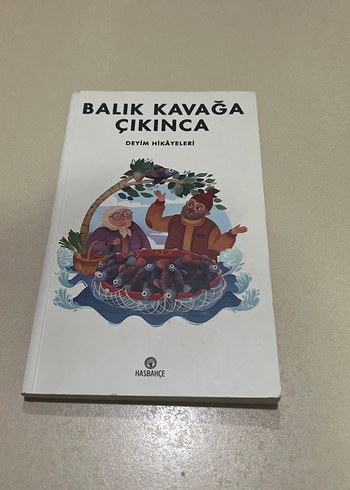 BALIK KAVAĞA
ÇIKINCA
DEYİM HİKÂYELERİ
HASBAHÇE